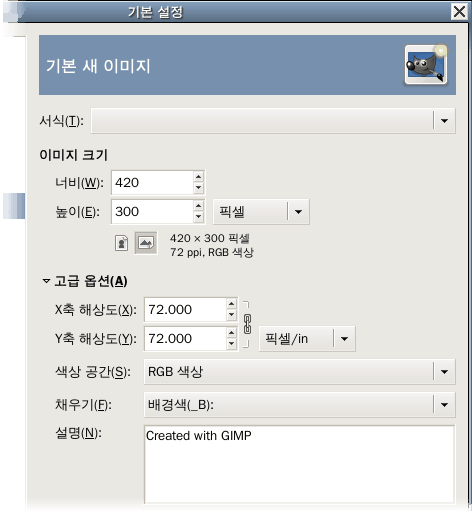 기본 설정
기본 새 이미지
서식(T):
이미지 크기
너비(W): 420
높이(E): 300 픽셀
420 × 300 픽셀
72 ppi, RGB 색상
고급 옵션(A)
X축 해상도(X): 72.000
Y축 해상도(Y): 72.000 픽셀/in
색상 공간(S): RGB 색상
채우기(F): 배경색(_B):
설명(N): Created with GIMP